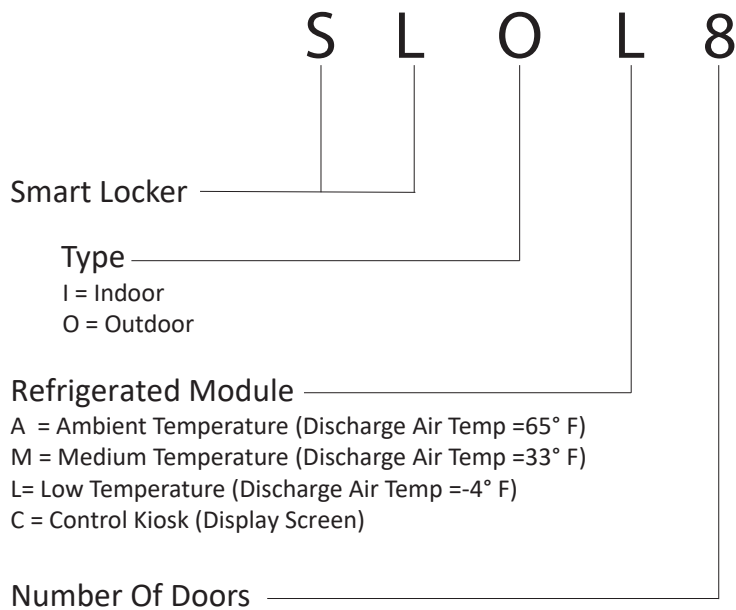 S L O L 8
Smart Locker
Type
I = Indoor
O = Outdoor
Refrigerated Module
A = Ambient Temperature (Discharge Air Temp =65° F)
M = Medium Temperature (Discharge Air Temp =33° F)
L= Low Temperature (Discharge Air Temp =-4° F)
C = Control Kiosk (Display Screen)
Number Of Doors